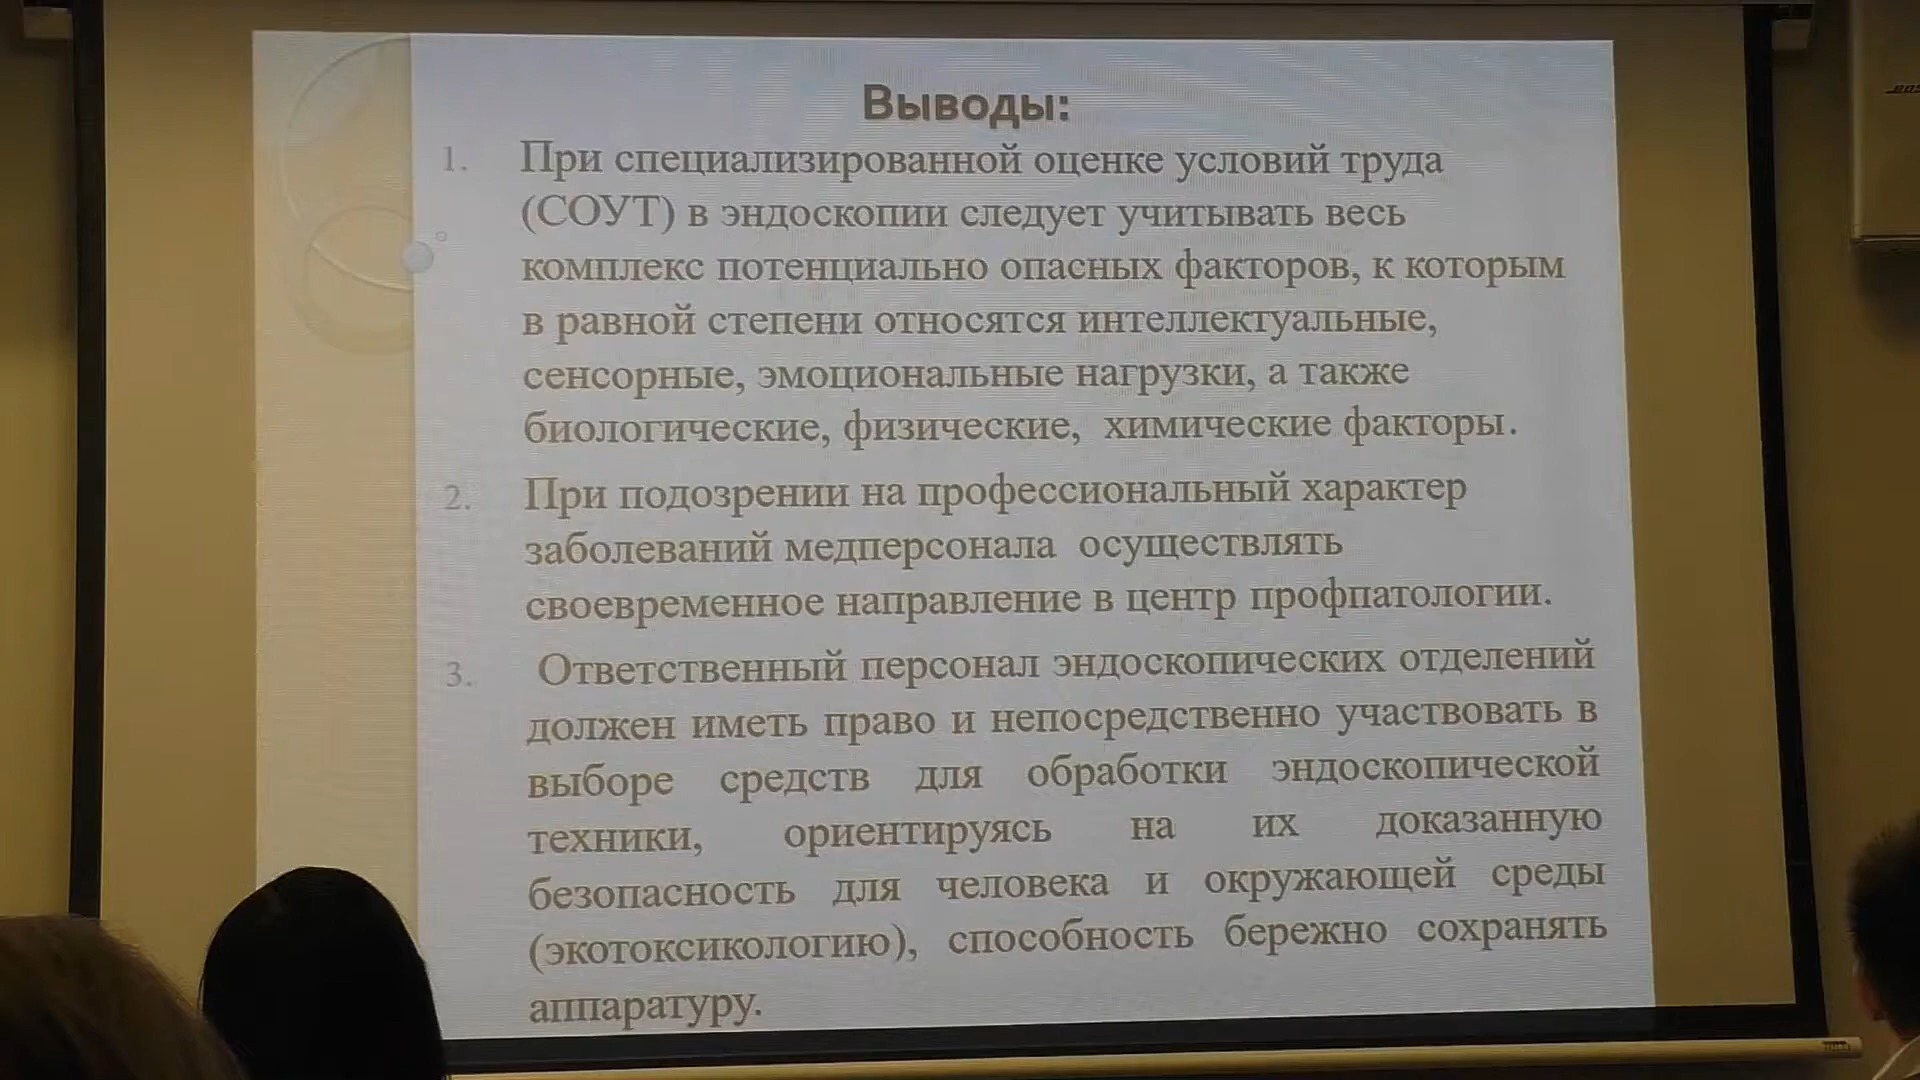 Выводы:
1. При специализированной оценке условий труда
(СОУТ) в эндоскопии следует учитывать весь
комплекс потенциально опасных факторов, к которым
в равной степени относятся интеллектуальные,
сенсорные, эмоциональные нагрузки, а также
биологические, физические, химические факторы.
2. При подозрении на профессиональный характер
заболеваний медперсонала осуществлять
своевременное направление в центр профпатологии.
3. Ответственный персонал эндоскопических отделений
должен иметь право и непосредственно участвовать в
выборе средств для обработки эндоскопической
техники, ориентируясь на их доказанную
безопасность для человека и окружающей среды
(экотоксикологию), способность бережно сохранять
аппаратуру.